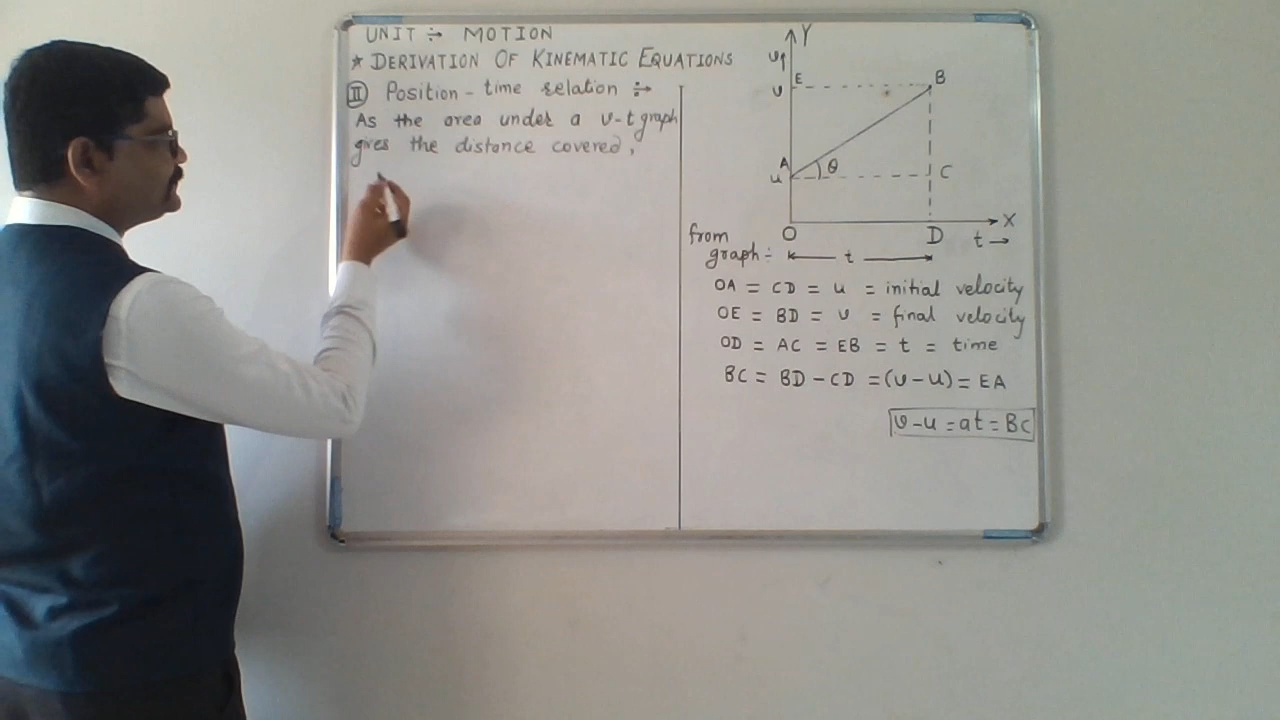 UNIT ÷ MOTION
* DERIVATION OF KINEMATIC EQUATIONS
II Position - time relation ÷
As the area under a v-t graph
gives the distance covered,
Y
v↑
E
B
v
A
θ
C
u
O
D
t →
X
from
graph :-
t
OA = CD = u = initial velocity
OE = BD = v = final velocity
OD = AC = EB = t = time
BC = BD - CD = (v - u) = EA
v - u = at = BC